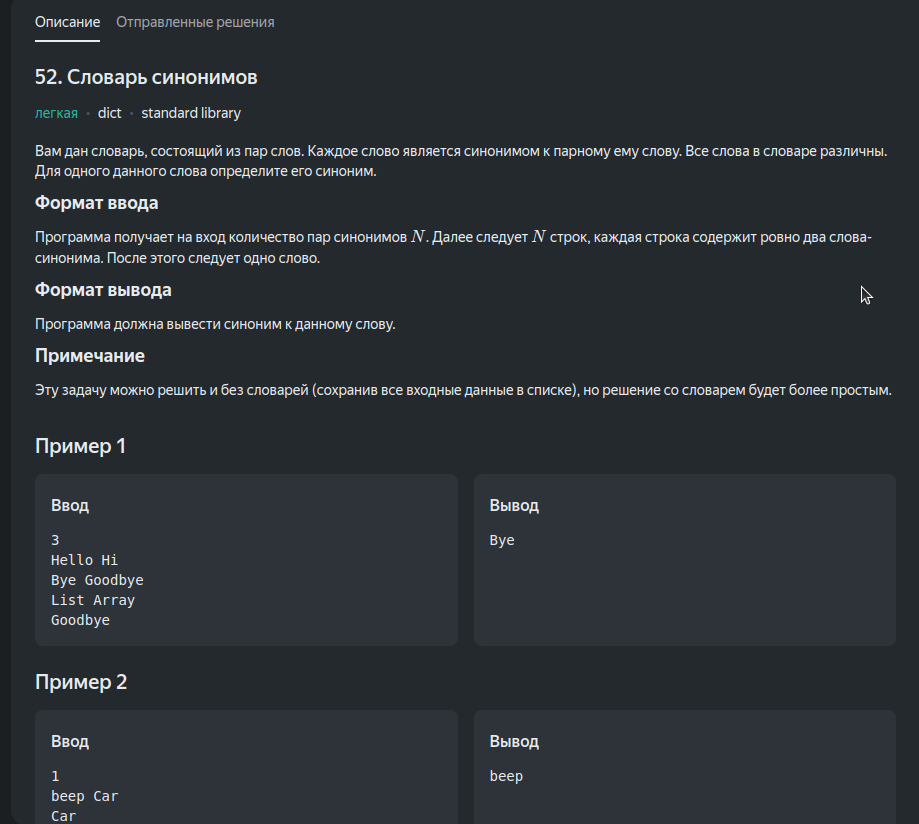 Описание Отправленные решения
52. Словарь синонимов
легкая · dict · standard library
Вам дан словарь, состоящий из пар слов. Каждое слово является синонимом к парному ему слову. Все слова в словаре различны.
Для одного данного слова определите его синоним.
Формат ввода
Программа получает на вход количество пар синонимов N. Далее следует N строк, каждая строка содержит ровно два слова-
синонима. После этого следует одно слово.
Формат вывода
Программа должна вывести синоним к данному слову.
Примечание
Эту задачу можно решить и без словарей (сохранив все входные данные в списке), но решение со словарем будет более простым.
Пример 1
Ввод
3
Hello Hi
Bye Goodbye
List Array
Goodbye
Вывод
Bye
Пример 2
Ввод
1
beep Car
Car
Вывод
beep